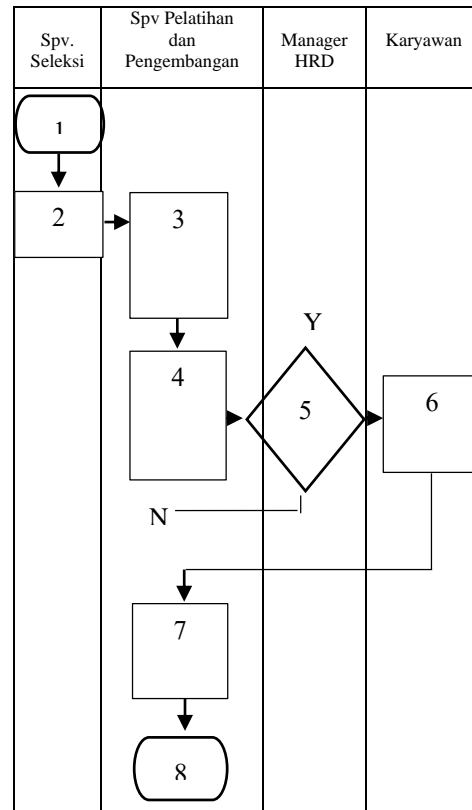 Spv.
Seleksi
Spv Pelatihan
dan
Pengembangan
Manager
HRD
Karyawan
1
2
3
Y
4
5
6
N
7
8